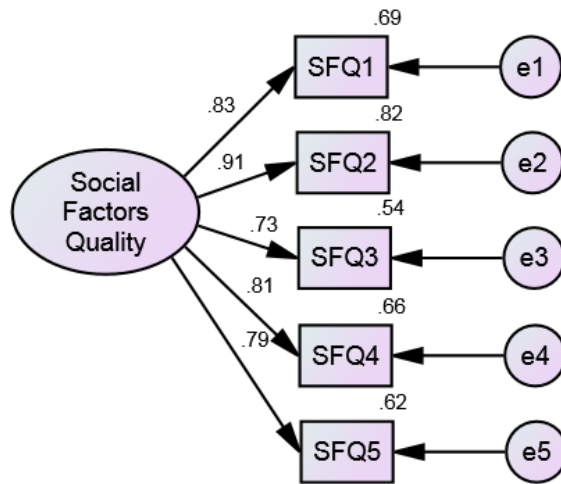 .69
SFQ1
e1
.83
.82
SFQ2
e2
.91
Social
Factors
Quality
.54
.73
SFQ3
e3
.81
.66
SFQ4
e4
.79
.62
SFQ5
e5